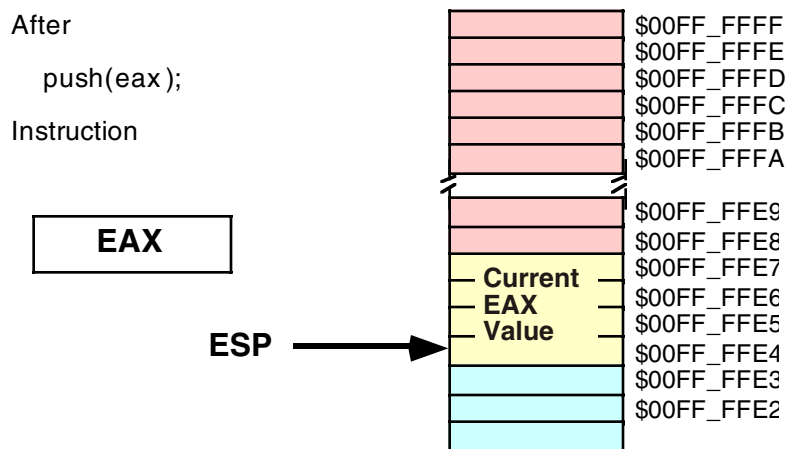 After
push(eax);
Instruction
EAX
ESP
Current
EAX
Value
$00FF_FFFF
$00FF_FFFE
$00FF_FFFD
$00FF_FFFC
$00FF_FFFB
$00FF_FFFA
$00FF_FFE9
$00FF_FFE8
$00FF_FFE7
$00FF_FFE6
$00FF_FFE5
$00FF_FFE4
$00FF_FFE3
$00FF_FFE2